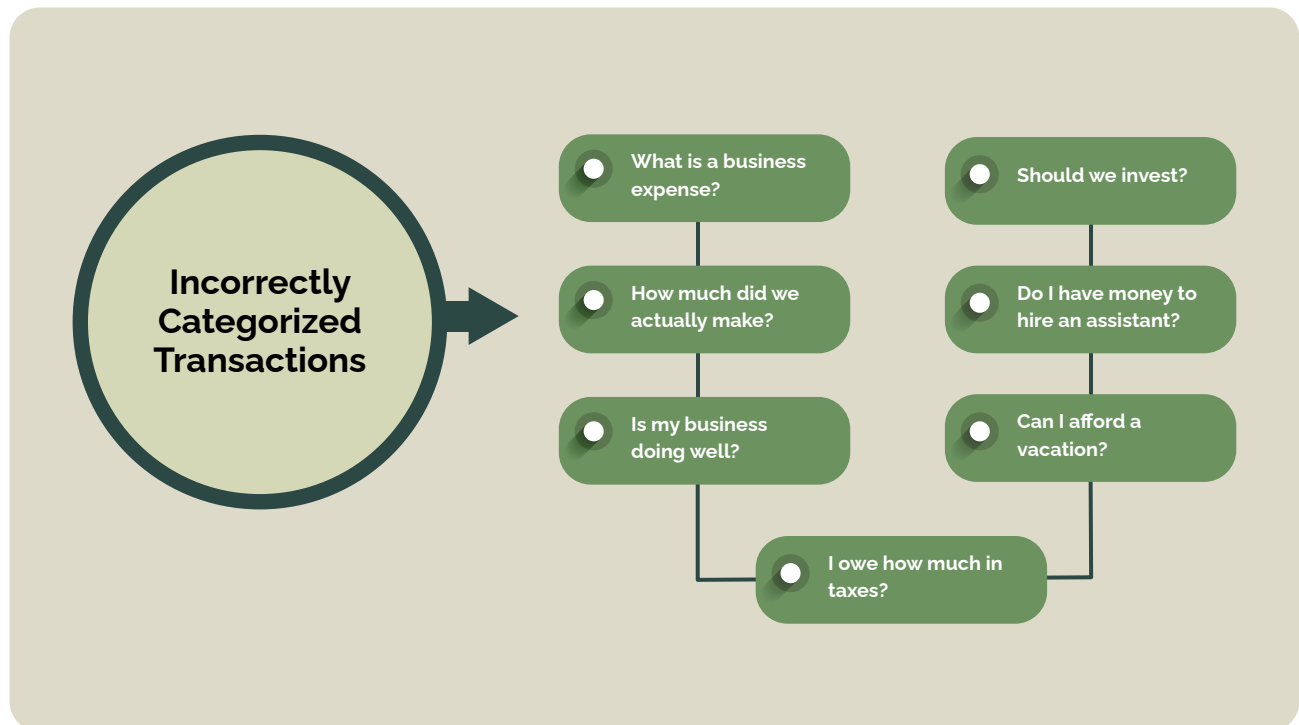 Incorrectly
Categorized
Transactions
What is a business
expense?
How much did we
actually make?
Is my business
doing well?
Should we invest?
Do I have money to
hire an assistant?
Can I afford a
vacation?
I owe how much in
taxes?